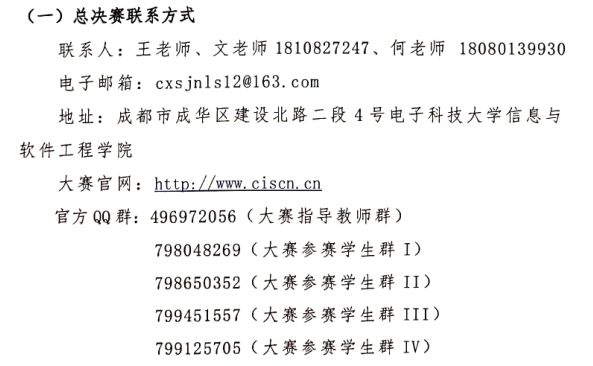 （一）总决赛联系方式
联系人：王老师、文老师 1810827247、何老师 18080139930
电子邮箱：cxsjnls12@163.com
地址：成都市成华区建设北路二段 4 号电子科技大学信息与
软件工程学院
大赛官网：http://www.ciscn.cn
官方 QQ 群：496972056（大赛指导教师群）
798048269（大赛参赛学生群 I）
798650352（大赛参赛学生群 II）
799451557（大赛参赛学生群 III）
799125705（大赛参赛学生群 IV）